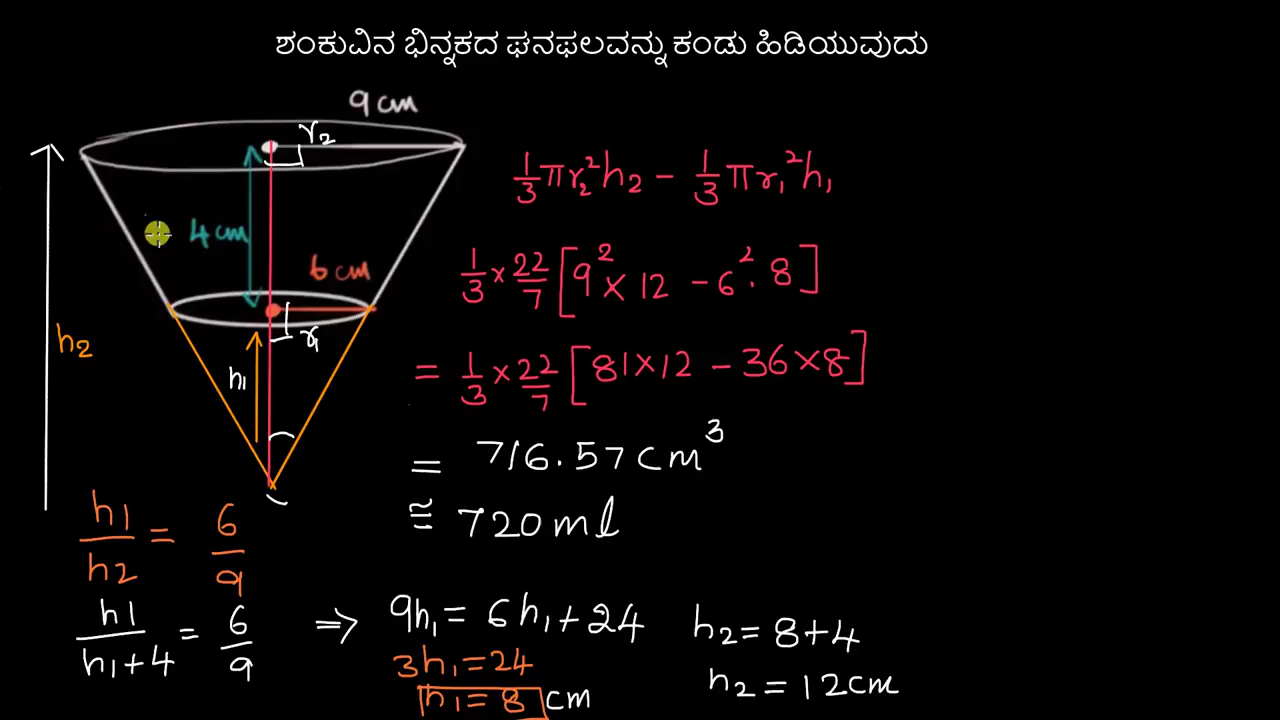 ಶಂಕುವಿನ ಭಿನ್ನಕದ ಘನಫಲವನ್ನು ಕಂಡು ಹಿಡಿಯುವುದು
9 cm
r₂
4 cm
6 cm
r₁
h₂
h₁
1/3 πr₂²h₂ - 1/3 πr₁²h₁
1/3 × 22/7 [9² × 12 - 6² · 8]
= 1/3 × 22/7 [81 × 12 - 36 × 8]
= 716.57 cm³
≅ 720 ml
h1/h2 = 6/9
h1/(h1+4) = 6/9 ⇒ 9h₁ = 6h₁ + 24
3h₁ = 24
h₁ = 8 cm
h₂ = 8+4
h₂ = 12cm